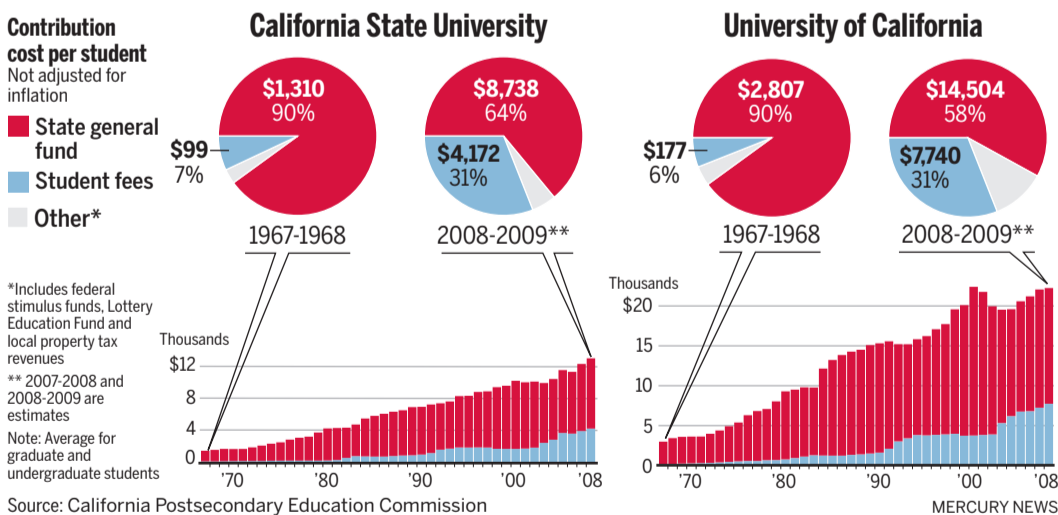 Contribution
cost per student
Not adjusted for
inflation
State general
fund
Student fees
Other*
California State University
$1,310
90%
$99
7%
1967-1968
$8,738
64%
$4,172
31%
2008-2009**
University of California
$2,807
90%
$177
6%
1967-1968
$14,504
58%
$7,740
31%
2008-2009**
*Includes federal
stimulus funds, Lottery
Education Fund and
local property tax
revenues
** 2007-2008 and
2008-2009 are
estimates
Note: Average for
graduate and
undergraduate students
Thousands
$12
8
4
0
'70
'80
'90
'00
'08
Thousands
$20
15
10
5
0
'70
'80
'90
'00
'08
Source: California Postsecondary Education Commission
MERCURY NEWS